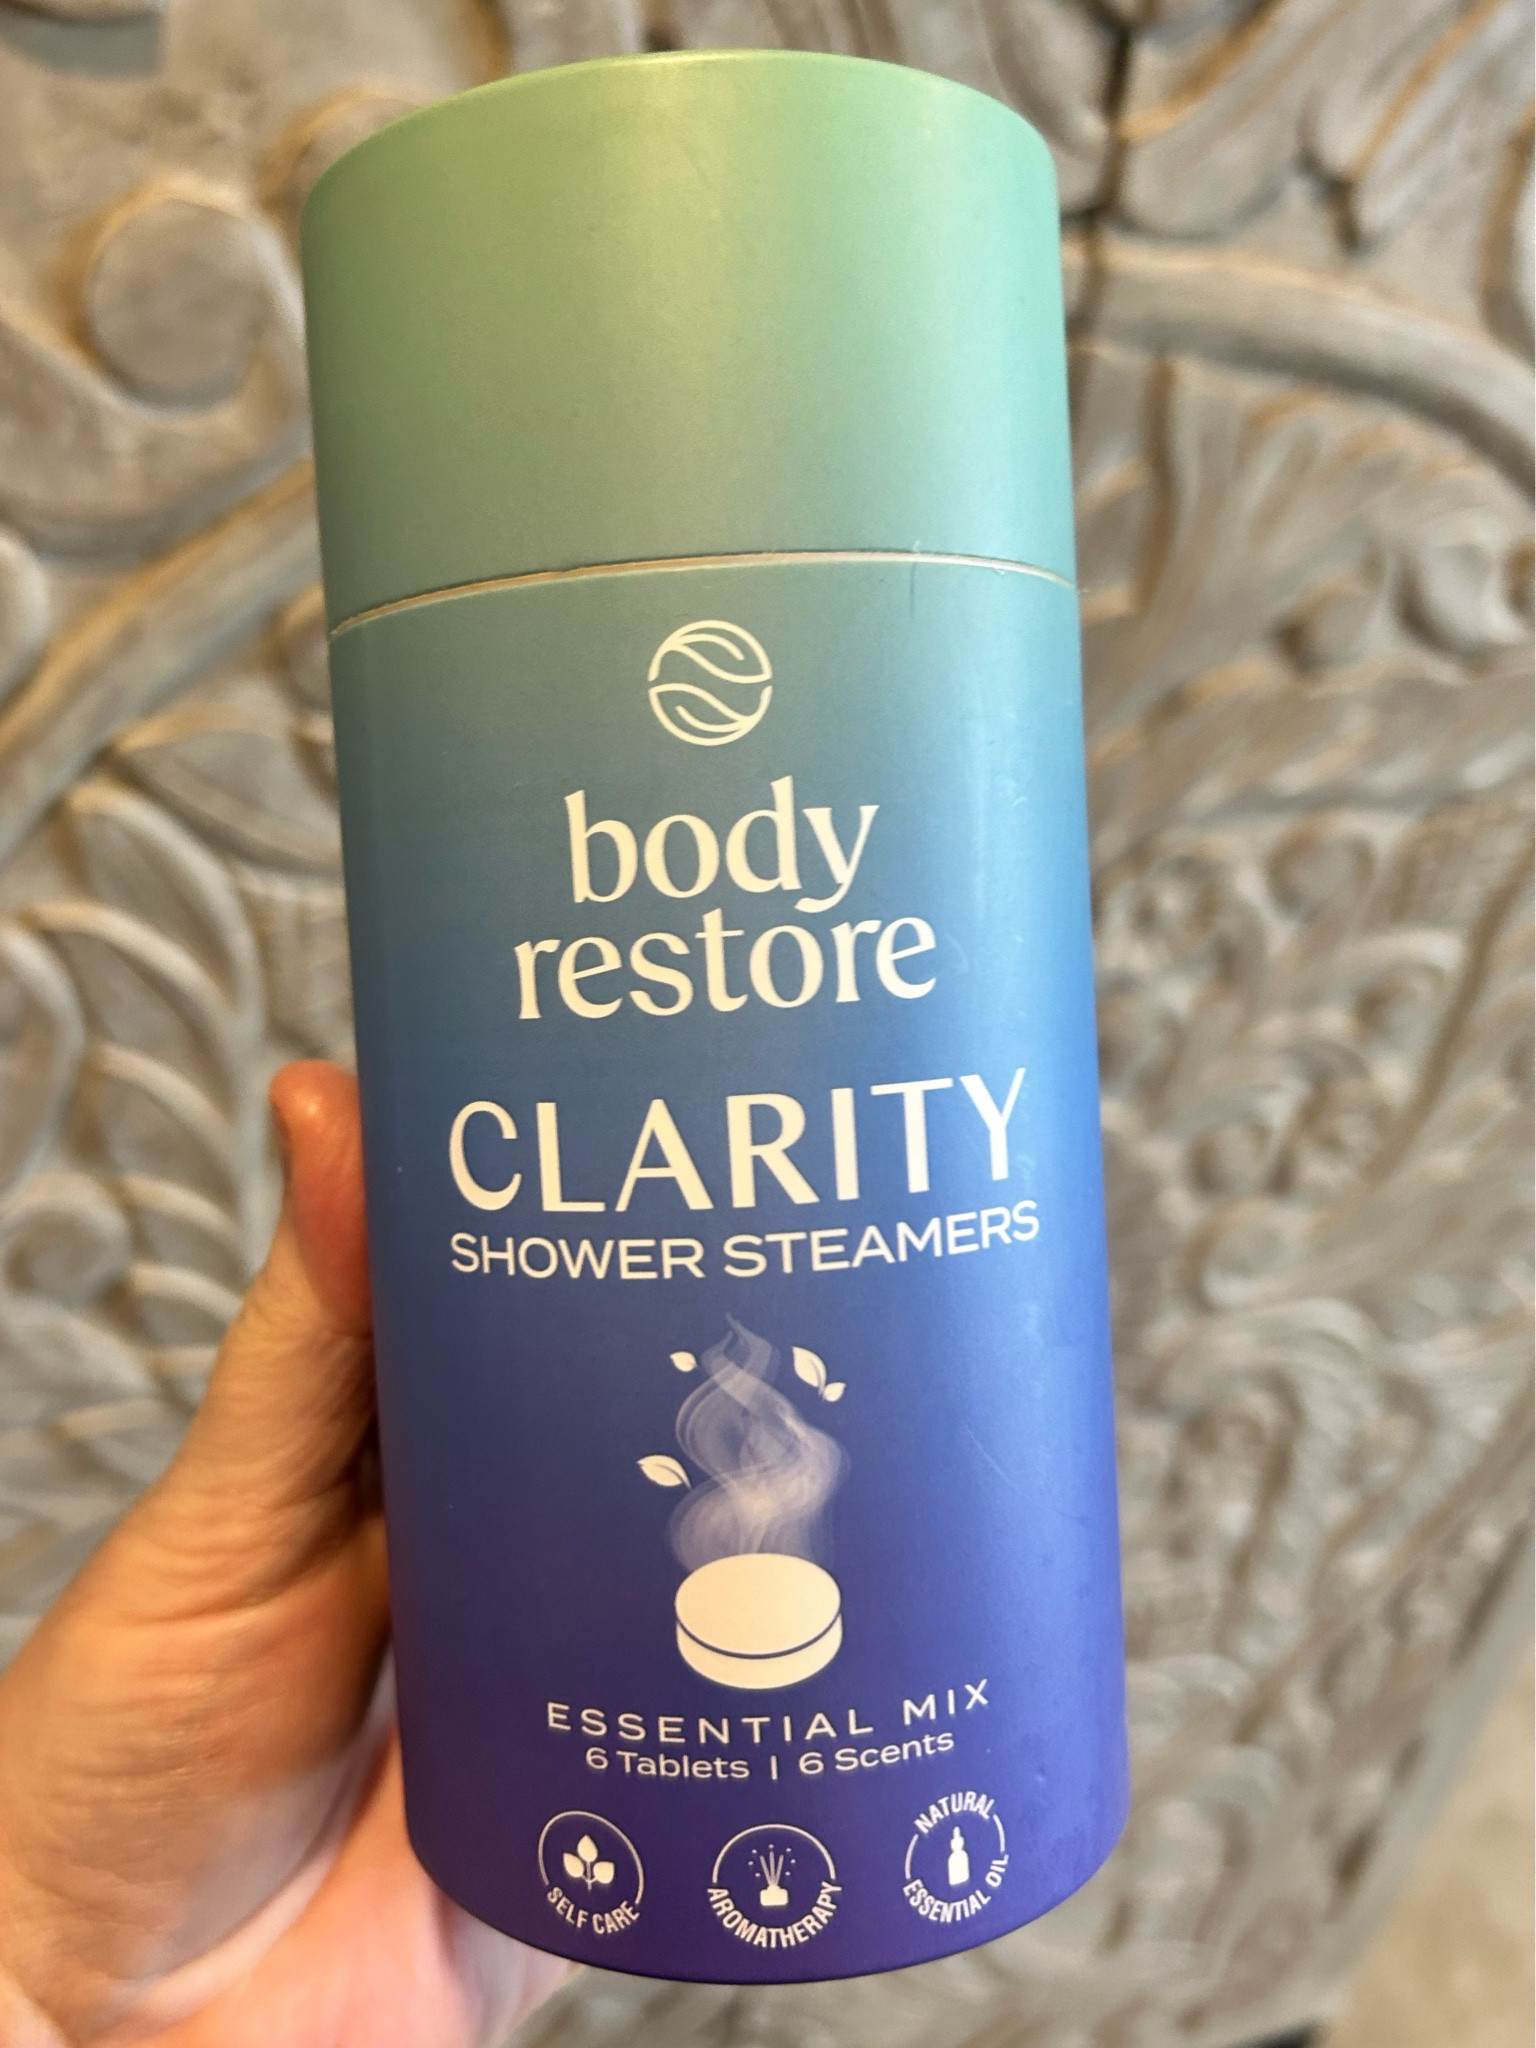 body
restore
CLARITY
SHOWER STEAMERS
ESSENTIAL MIX
6 Tablets | 6 Scents
SELF CARE
AROMATHERAPY
NATURAL
ESSENTIAL OIL